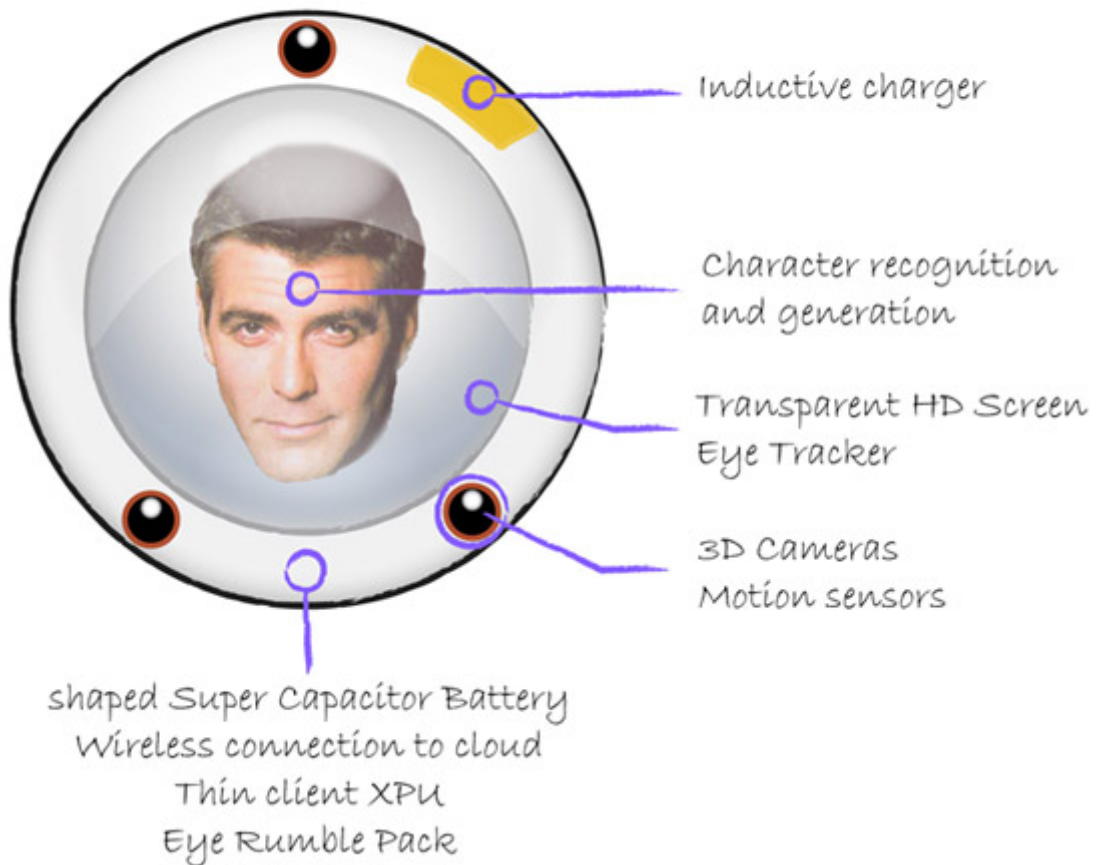 Inductive charger
Character recognition
and generation
Transparent HD Screen
Eye Tracker
3D Cameras
Motion sensors
shaped Super Capacitor Battery
Wireless connection to cloud
Thin client XPU
Eye Rumble Pack